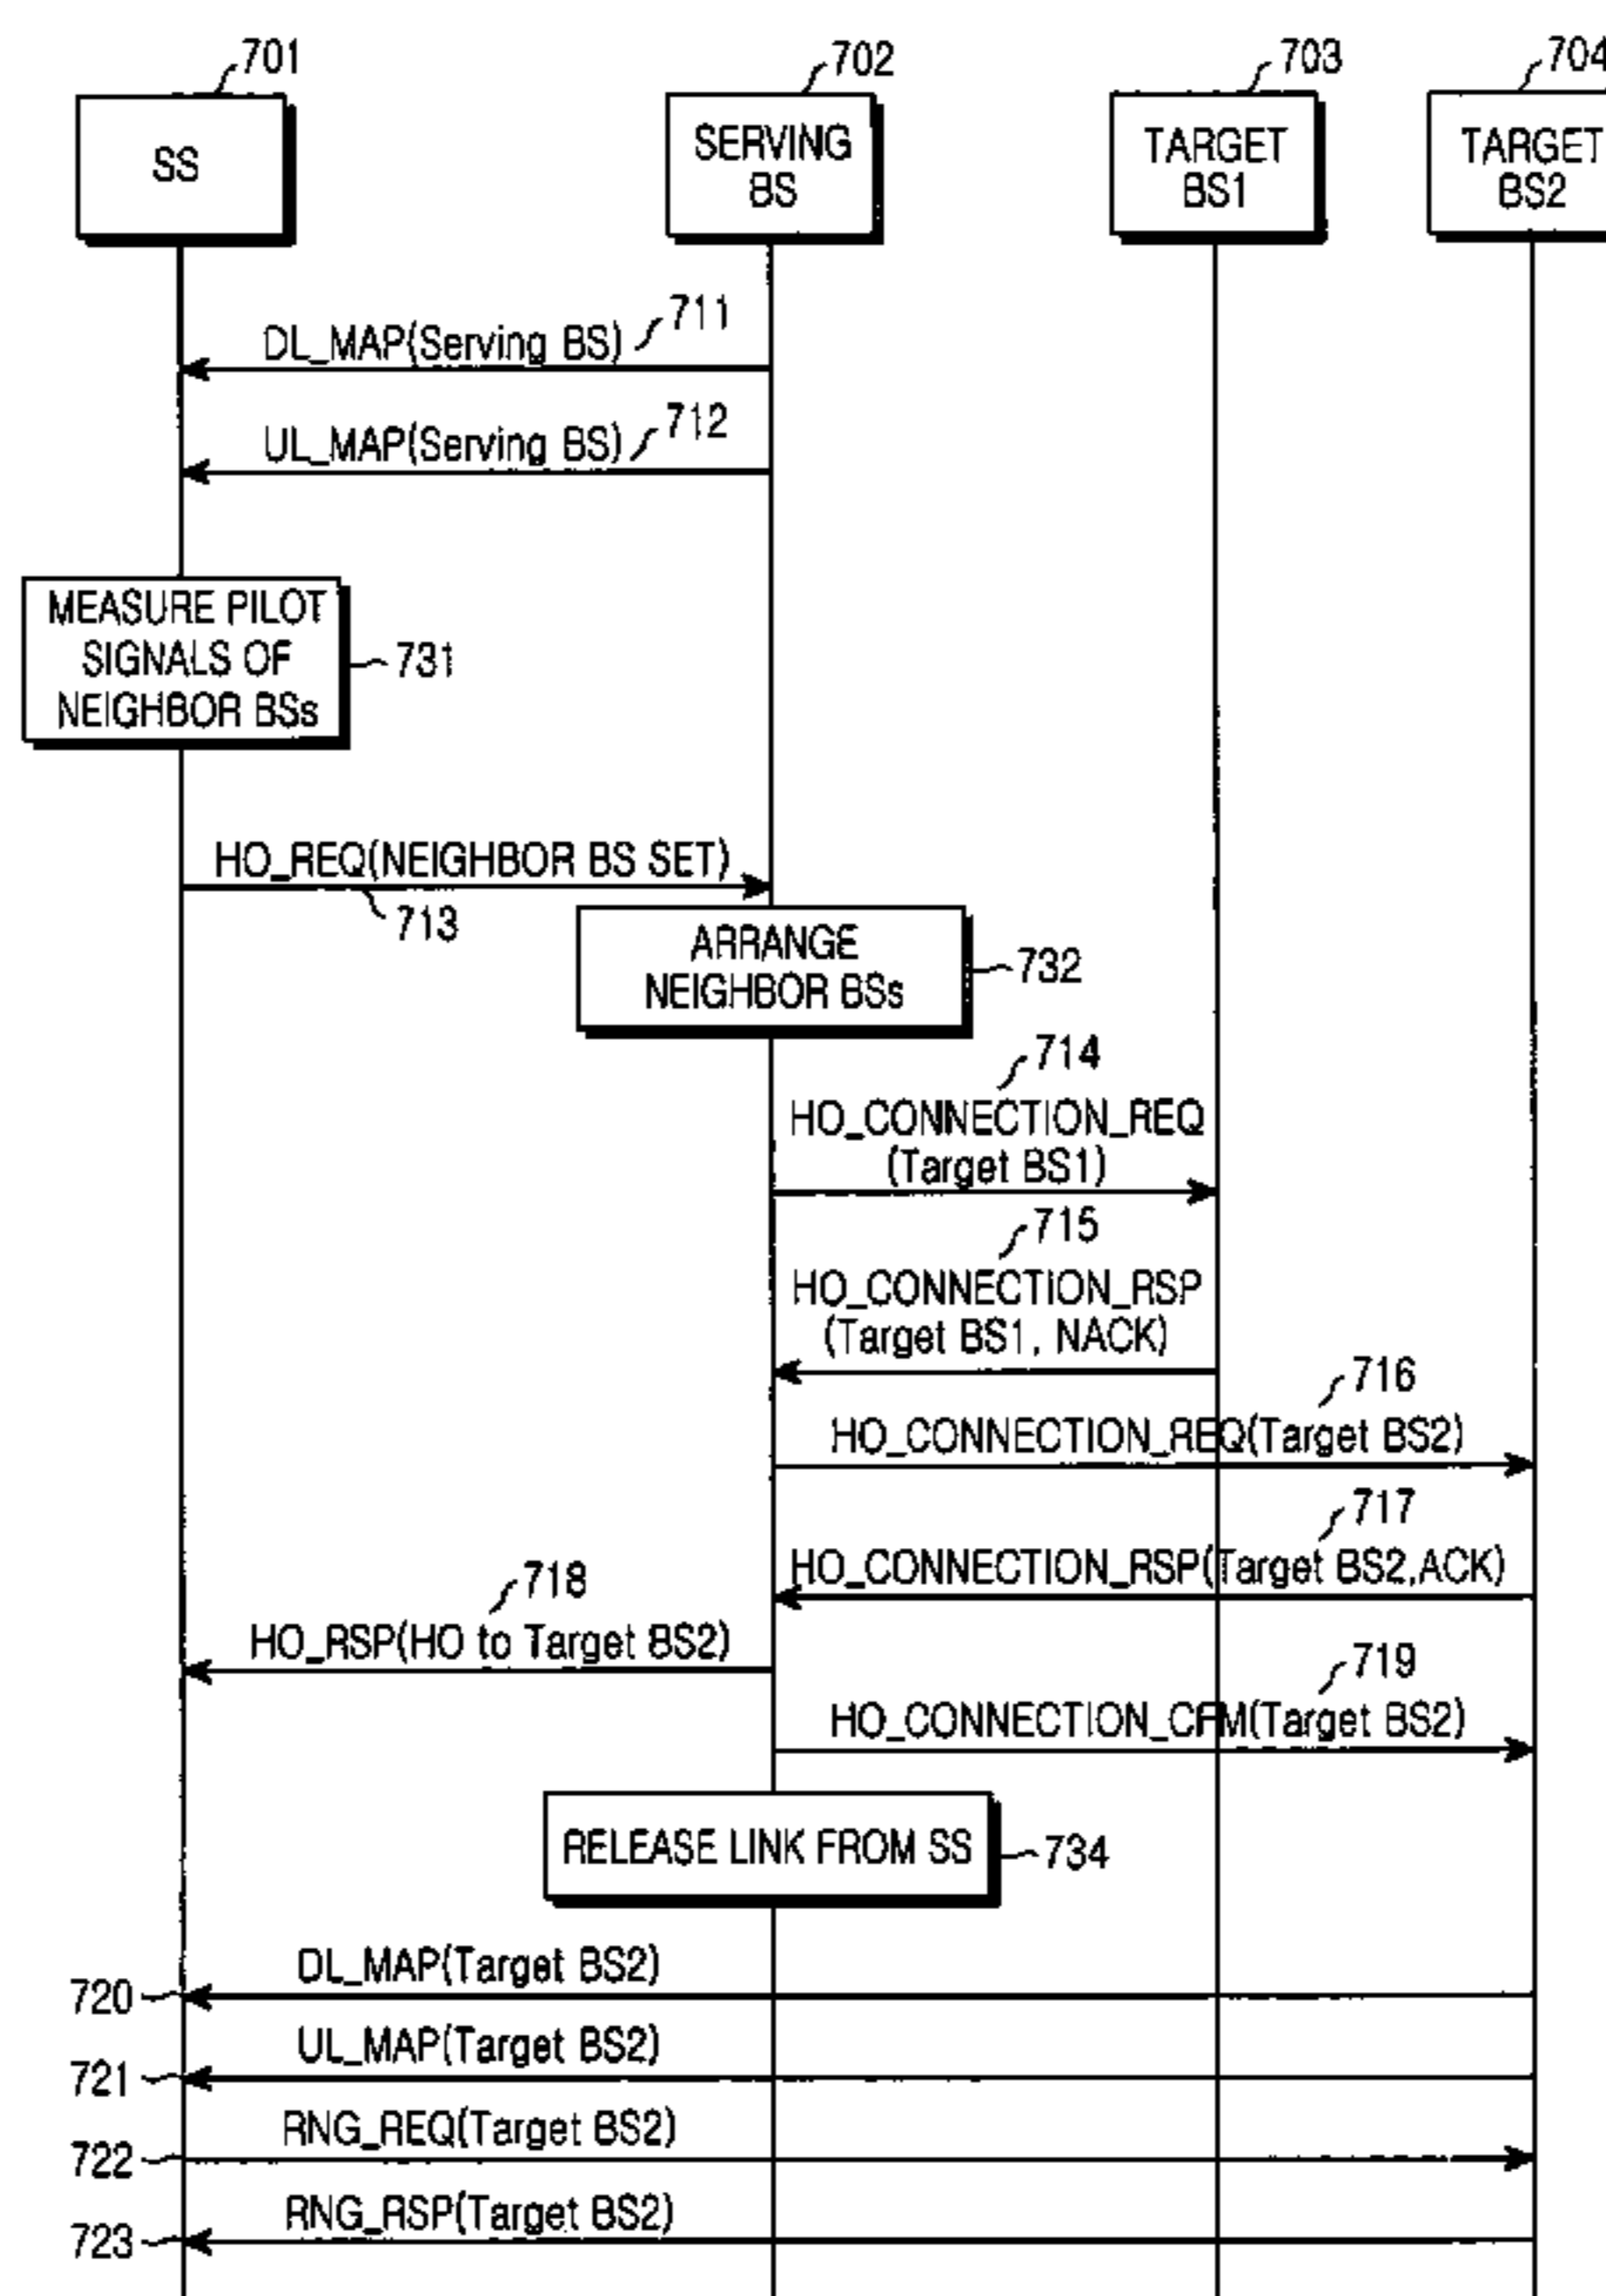 701
702
703
704
SS
SERVING
BS
TARGET
BS1
TARGET
BS2
711
DL_MAP(Serving BS)
712
UL_MAP(Serving BS)
MEASURE PILOT
SIGNALS OF
NEIGHBOR BSs
731
HO_REQ(NEIGHBOR BS SET)
713
ARRANGE
NEIGHBOR BSs
732
714
HO_CONNECTION_REQ
(Target BS1)
715
HO_CONNECTION_RSP
(Target BS1, NACK)
716
HO_CONNECTION_REQ(Target BS2)
717
HO_CONNECTION_RSP(Target BS2,ACK)
718
HO_RSP(HO to Target BS2)
719
HO_CONNECTION_CFM(Target BS2)
RELEASE LINK FROM SS
734
DL_MAP(Target BS2)
720
UL_MAP(Target BS2)
721
RNG_REQ(Target BS2)
722
RNG_RSP(Target BS2)
723